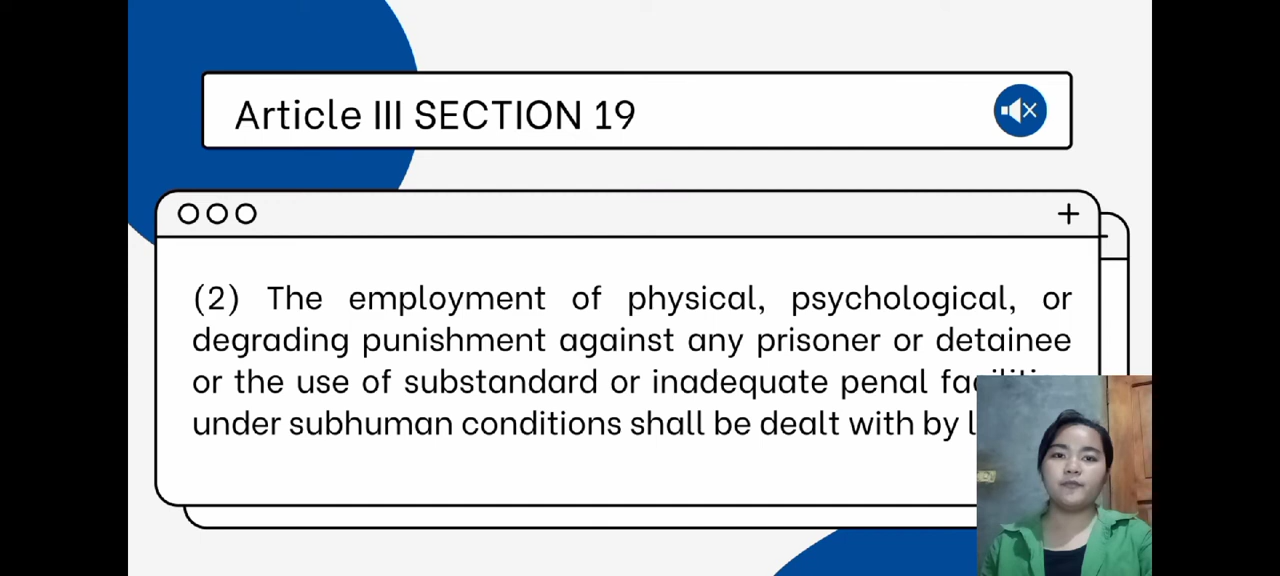 Article III SECTION 19
(2) The employment of physical, psychological, or
degrading punishment against any prisoner or detainee
or the use of substandard or inadequate penal
under subhuman conditions shall be dealt with by